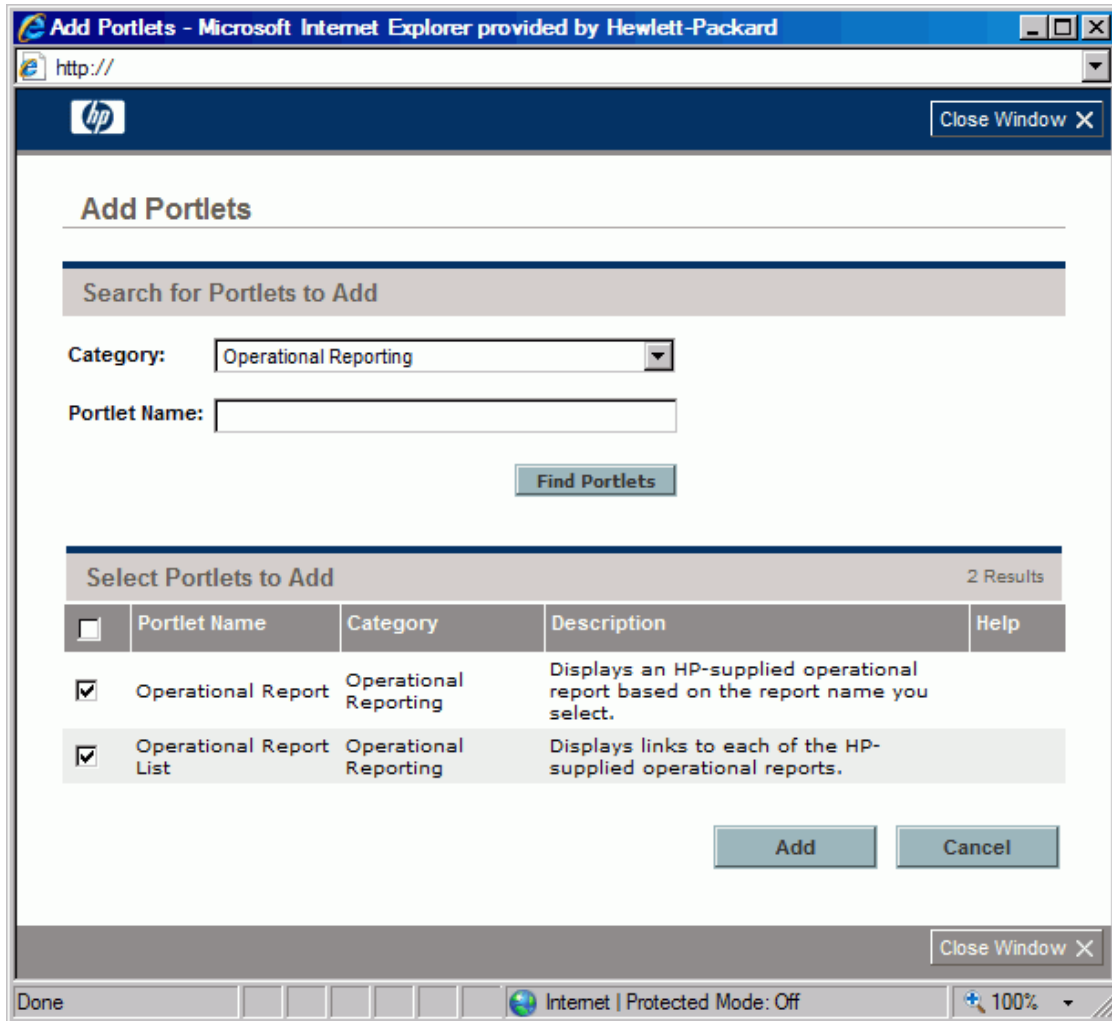 Add Portlets - Microsoft Internet Explorer provided by Hewlett-Packard
http://
hp
Close Window X
Add Portlets
Search for Portlets to Add
Category:
Operational Reporting
Portlet Name:
Find Portlets
Select Portlets to Add
2 Results
Portlet Name
Category
Description
Help
Operational Report
Operational
Reporting
Displays an HP-supplied operational
report based on the report name you
select.
Operational Report
List
Operational
Reporting
Displays links to each of the HP-
supplied operational reports.
Add
Cancel
Close Window X
Done
Internet | Protected Mode: Off
100%